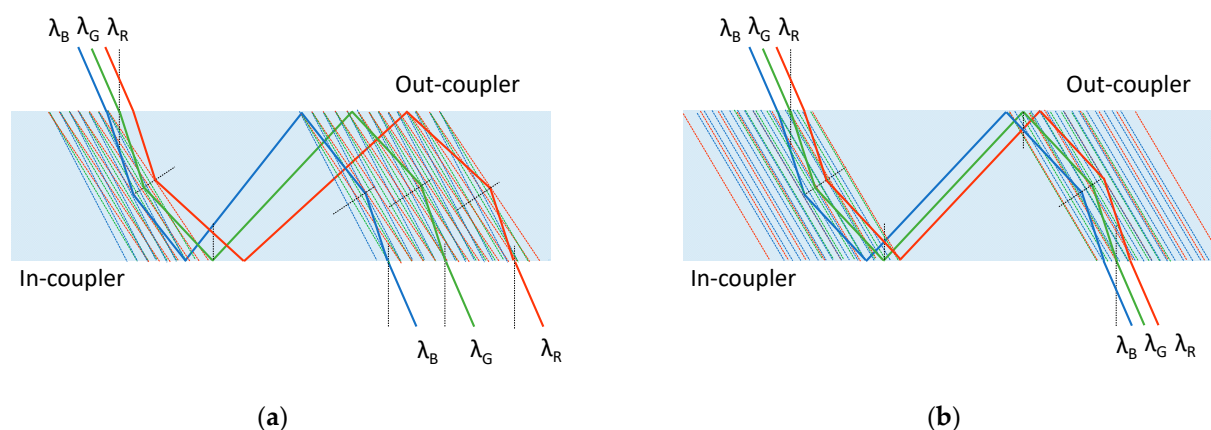 λB λG λR
Out-coupler
In-coupler
λB λG λR
(a)
λB λG λR
Out-coupler
In-coupler
λB λG λR
(b)